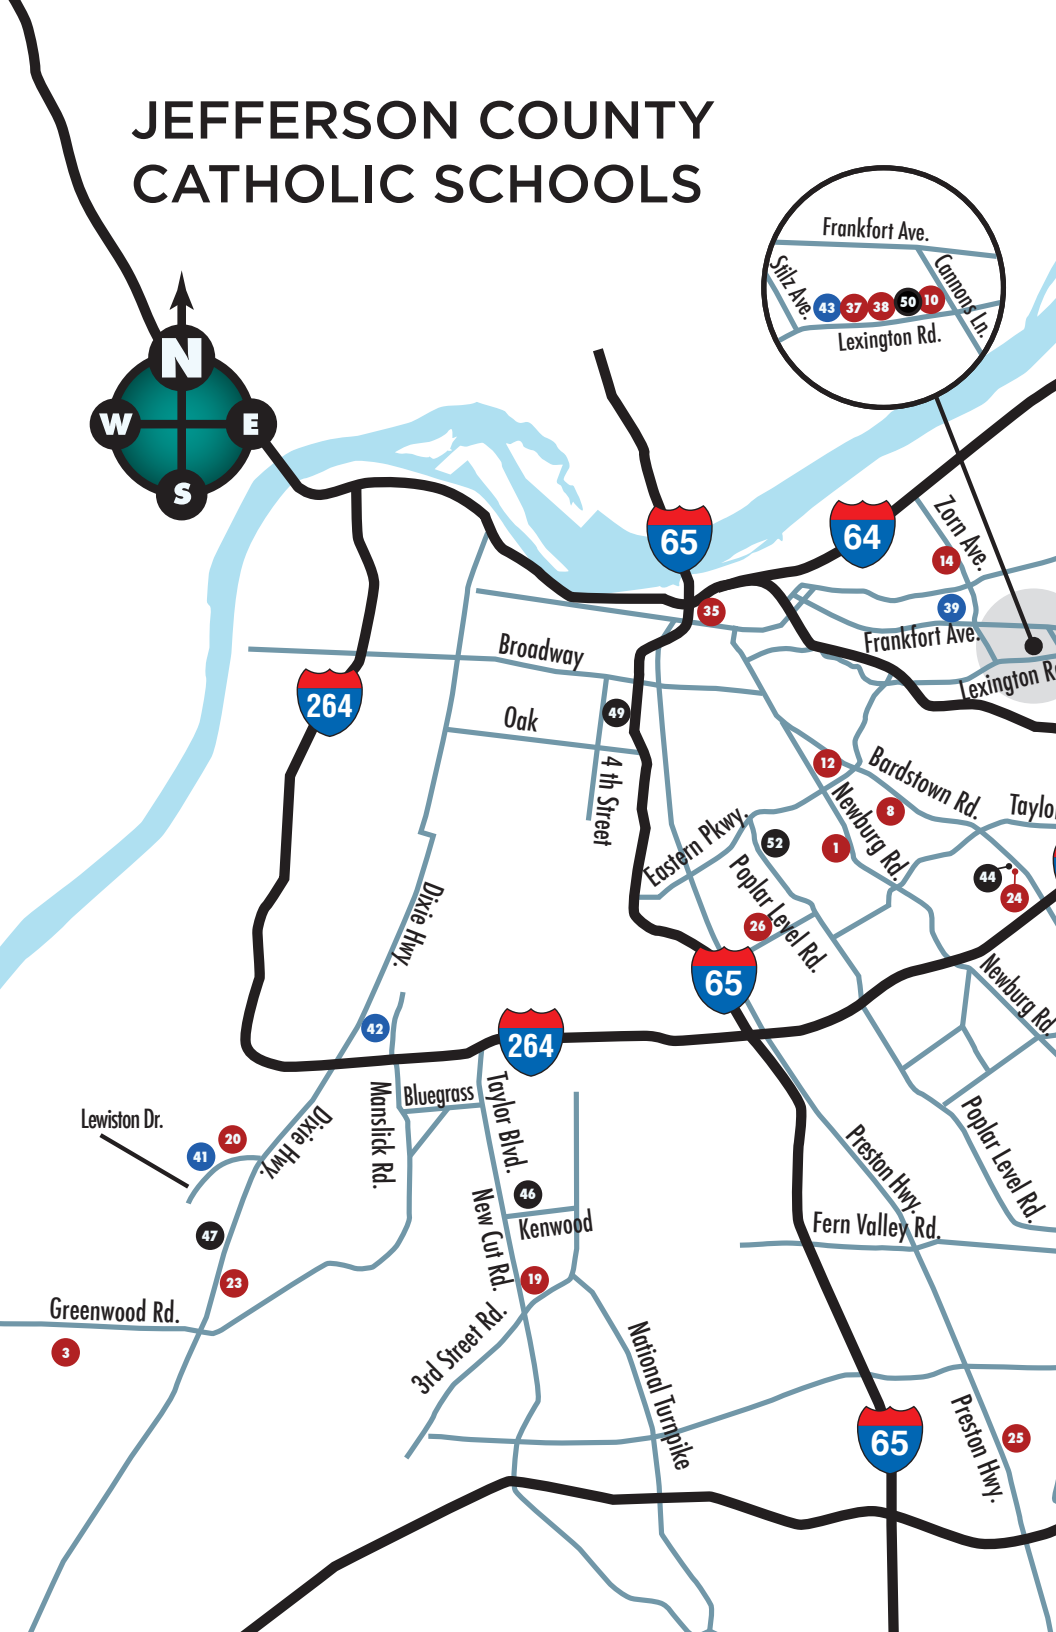 JEFFERSON COUNTY
CATHOLIC SCHOOLS
Frankfort Ave.
Stilz Ave.
Cannons Ln.
43
37
38
50
10
Lexington Rd.
N
W
E
S
65
64
Zorn Ave.
14
35
39
Frankfort Ave.
Lexington Rd
Broadway
264
49
Oak
4 th Street
12
Bardstown Rd.
8
Taylo
Newburg Rd.
Eastern Pkwy.
52
1
Poplar Level Rd.
44
24
26
Dixie Hwy.
65
Newburg Rd.
42
264
Bluegrass
Manslick Rd.
Taylor Blvd.
Lewiston Dr.
Dixie Hwy.
20
41
Poplar Level Rd.
Preston Hwy.
46
New Cut Rd.
Kenwood
Fern Valley Rd.
47
23
19
Greenwood Rd.
3
3rd Street Rd.
National Turnpike
65
Preston Hwy.
25